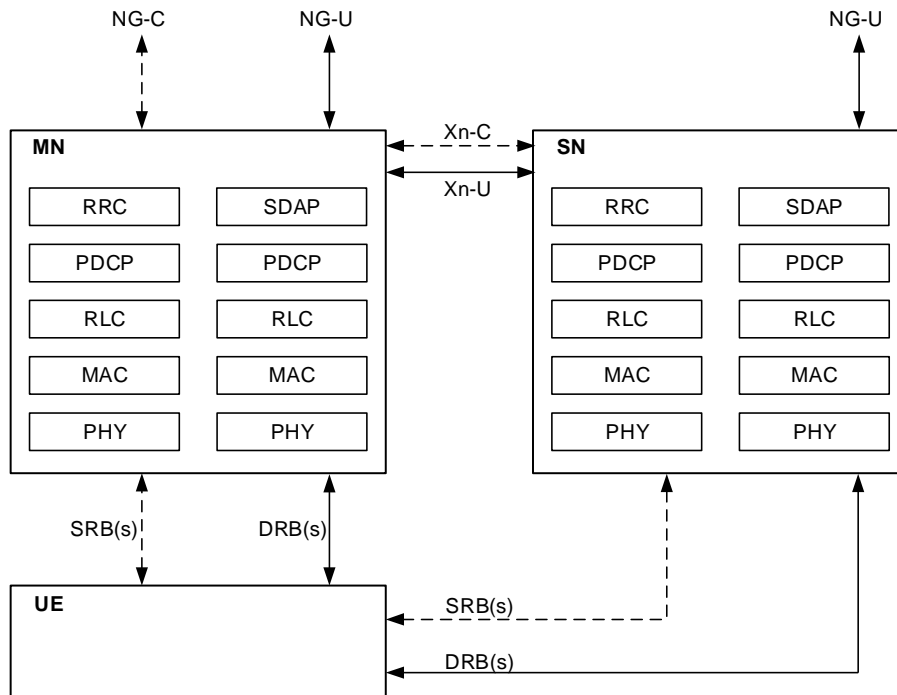 NG-C NG-U NG-U
MN Xn-C SN
Xn-U
RRC SDAP RRC SDAP
PDCP PDCP PDCP PDCP
RLC RLC RLC RLC
MAC MAC MAC MAC
PHY PHY PHY PHY
SRB(s) DRB(s)
UE SRB(s)
DRB(s)